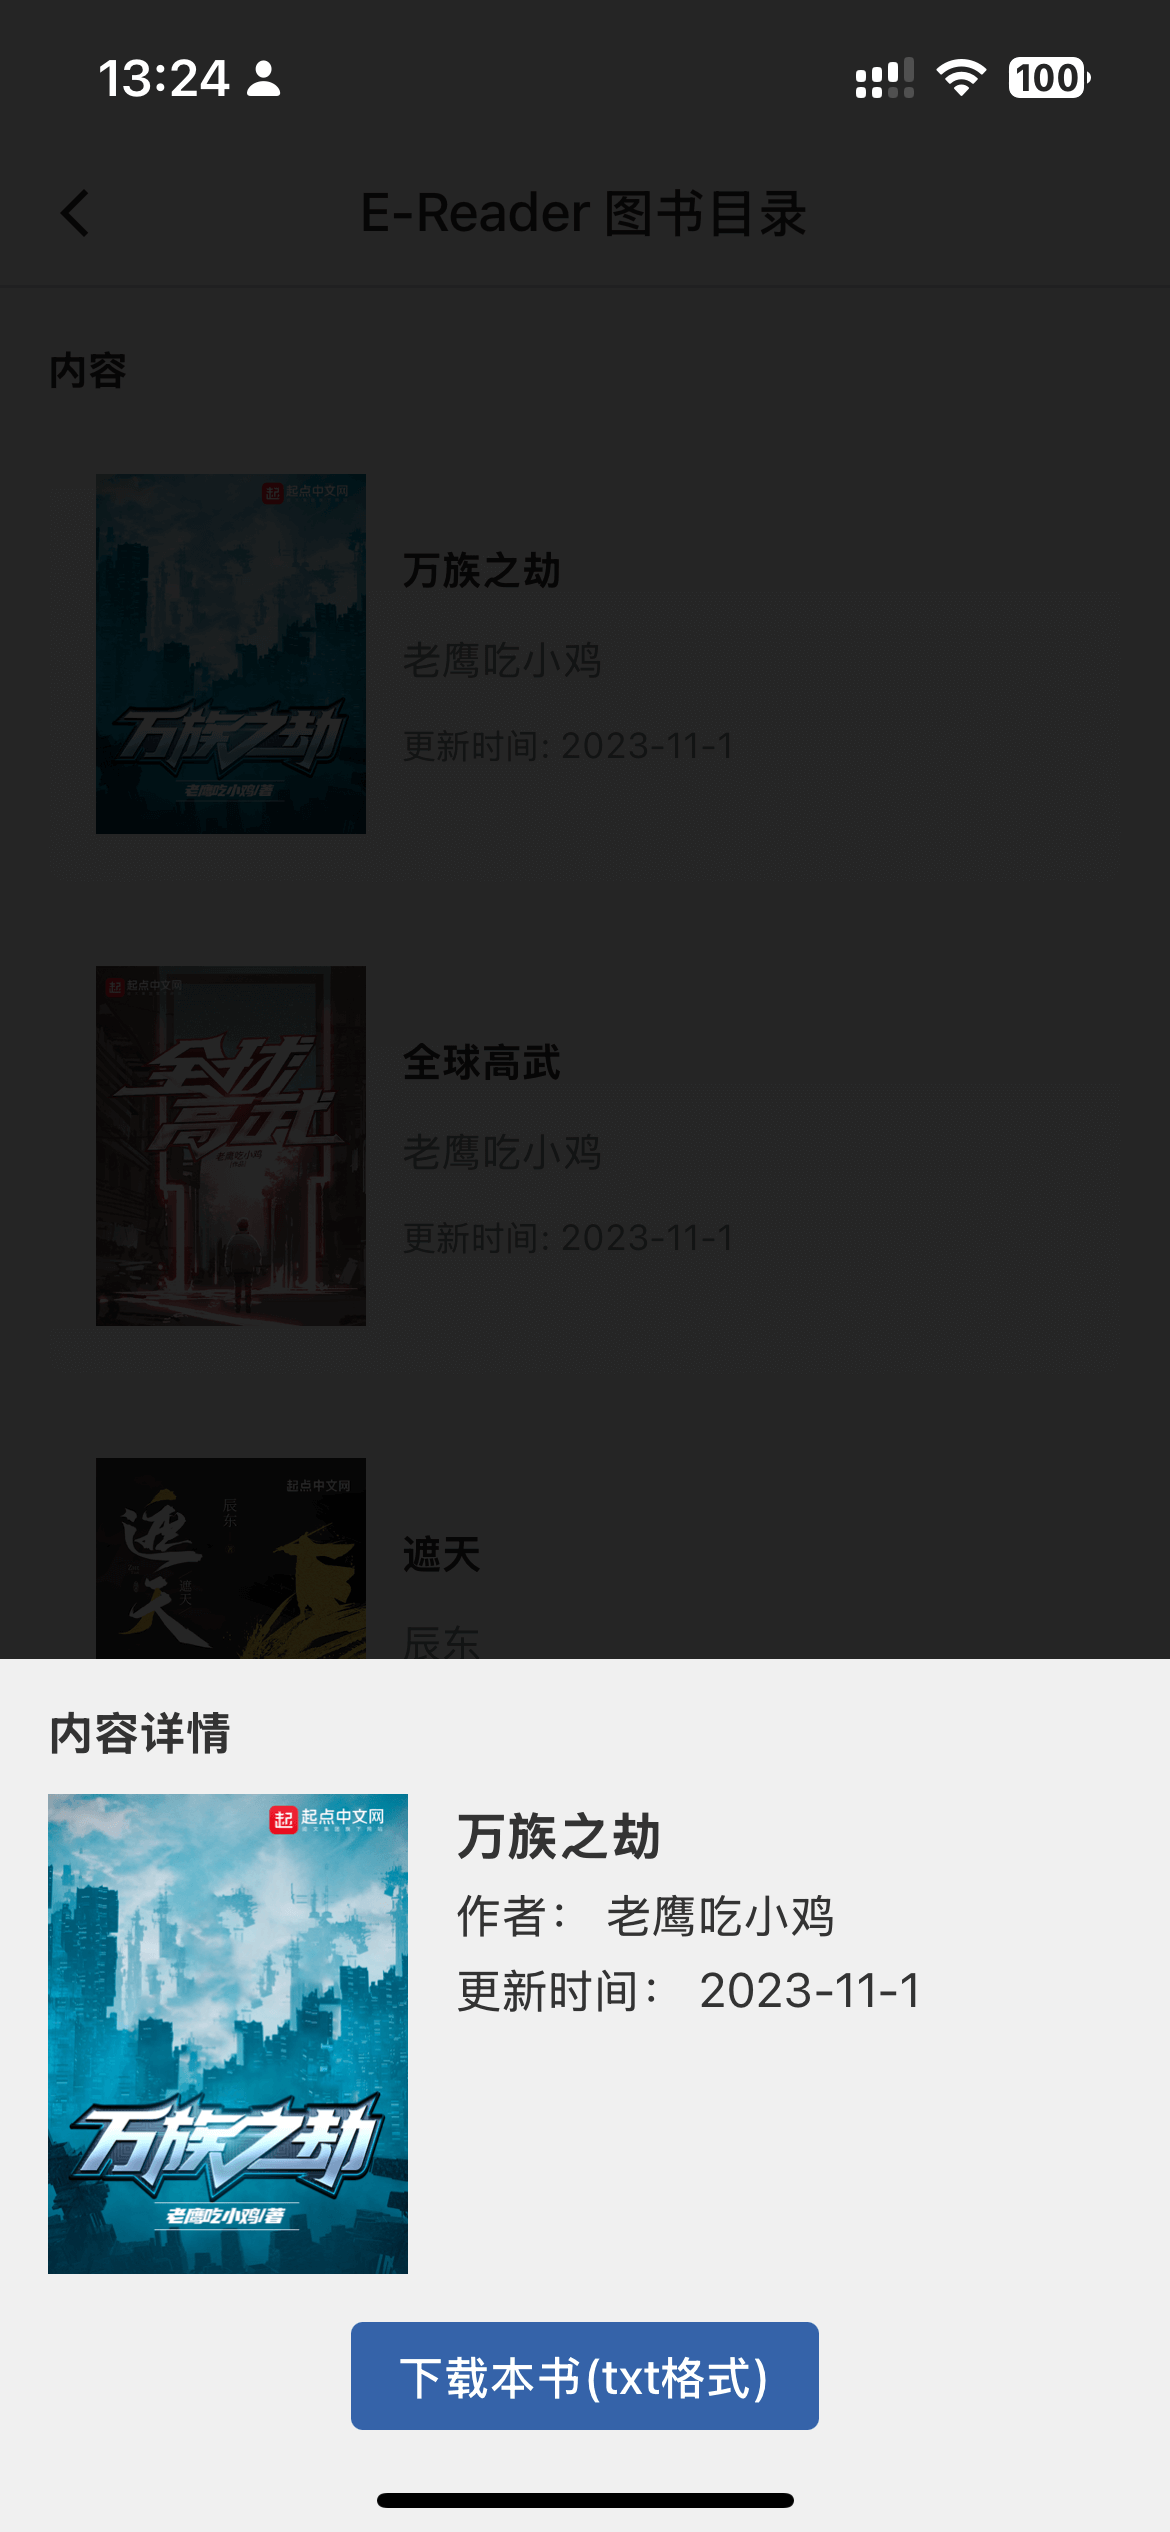 13:24
100
E-Reader 图书目录
内容
起 起点中文网
万族之劫
老鹰吃小鸡/著
万族之劫
老鹰吃小鸡
更新时间: 2023-11-1
起 起点中文网
全球
高武
老鹰吃小鸡
全球高武
老鹰吃小鸡
更新时间: 2023-11-1
起点中文网
辰东
遮天
遮天
遮天
辰东
内容详情
起 起点中文网
万族之劫
老鹰吃小鸡/著
万族之劫
作者： 老鹰吃小鸡
更新时间： 2023-11-1
下载本书(txt格式)